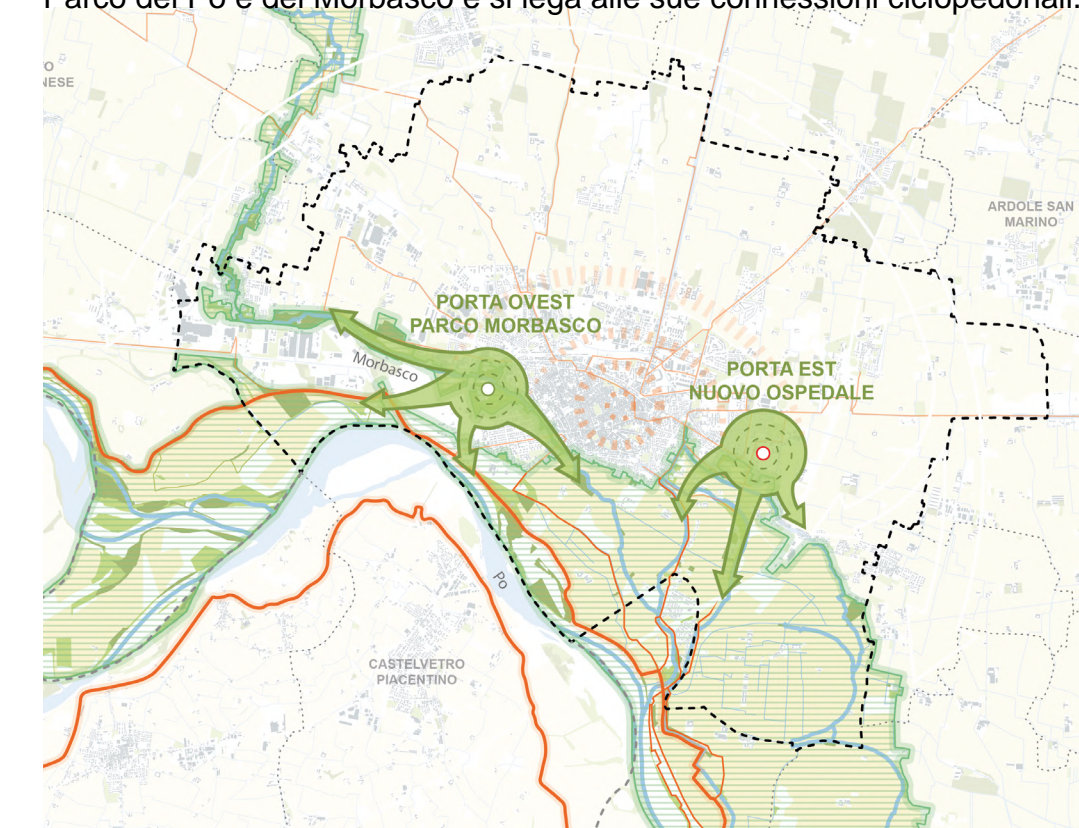 Parco del Po e del Morbasco e si lega alle sue connessioni ciclopedonali.
NESE
ARDOLE SAN
MARINO
PORTA OVEST
PARCO MORBASCO
Morbasco
PORTA EST
NUOVO OSPEDALE
Po
CASTELVETRO
PIACENTINO